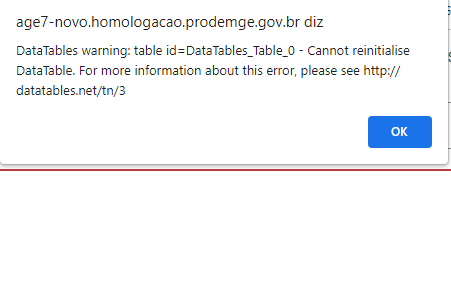 age7-novo.homologacao.prodemge.gov.br diz
DataTables warning: table id=DataTables_Table_0 - Cannot reinitialise
DataTable. For more information about this error, please see http://
datatables.net/tn/3
OK